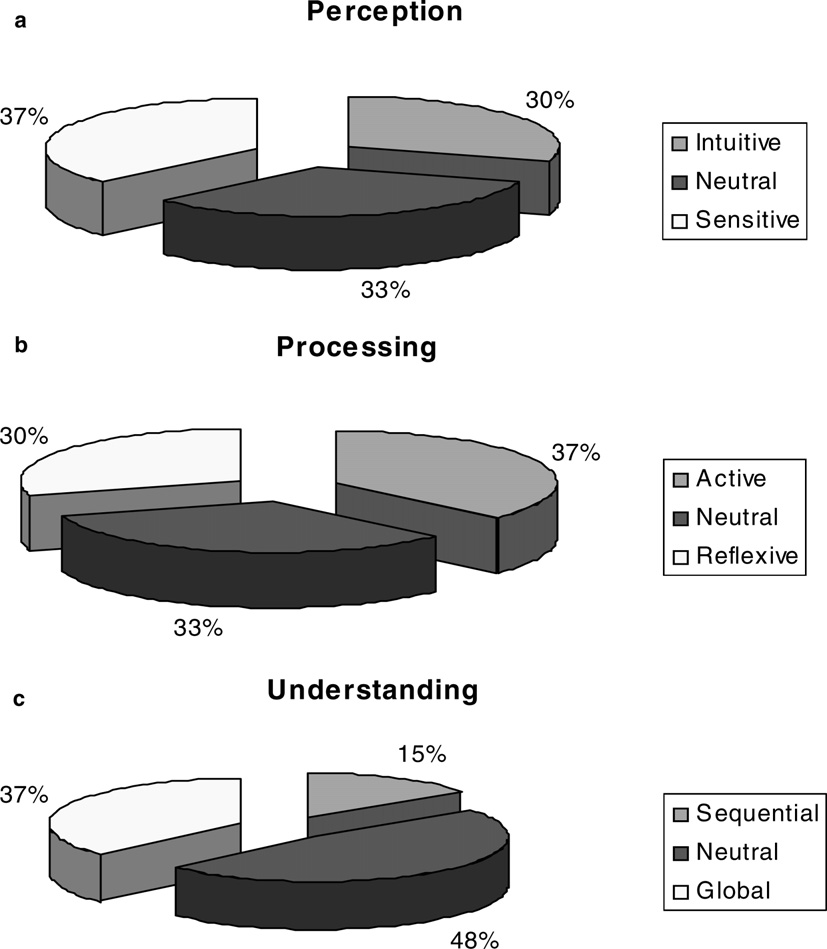 a
Perception
37%
30%
33%
Intuitive
Neutral
Sensitive
b
Processing
30%
37%
33%
Active
Neutral
Reflexive
c
Understanding
37%
15%
48%
Sequential
Neutral
Global